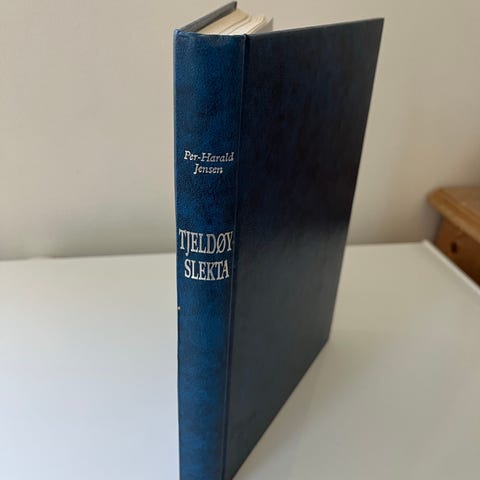 Per-Harald
Jensen
TJELDØY-
SLEKTA